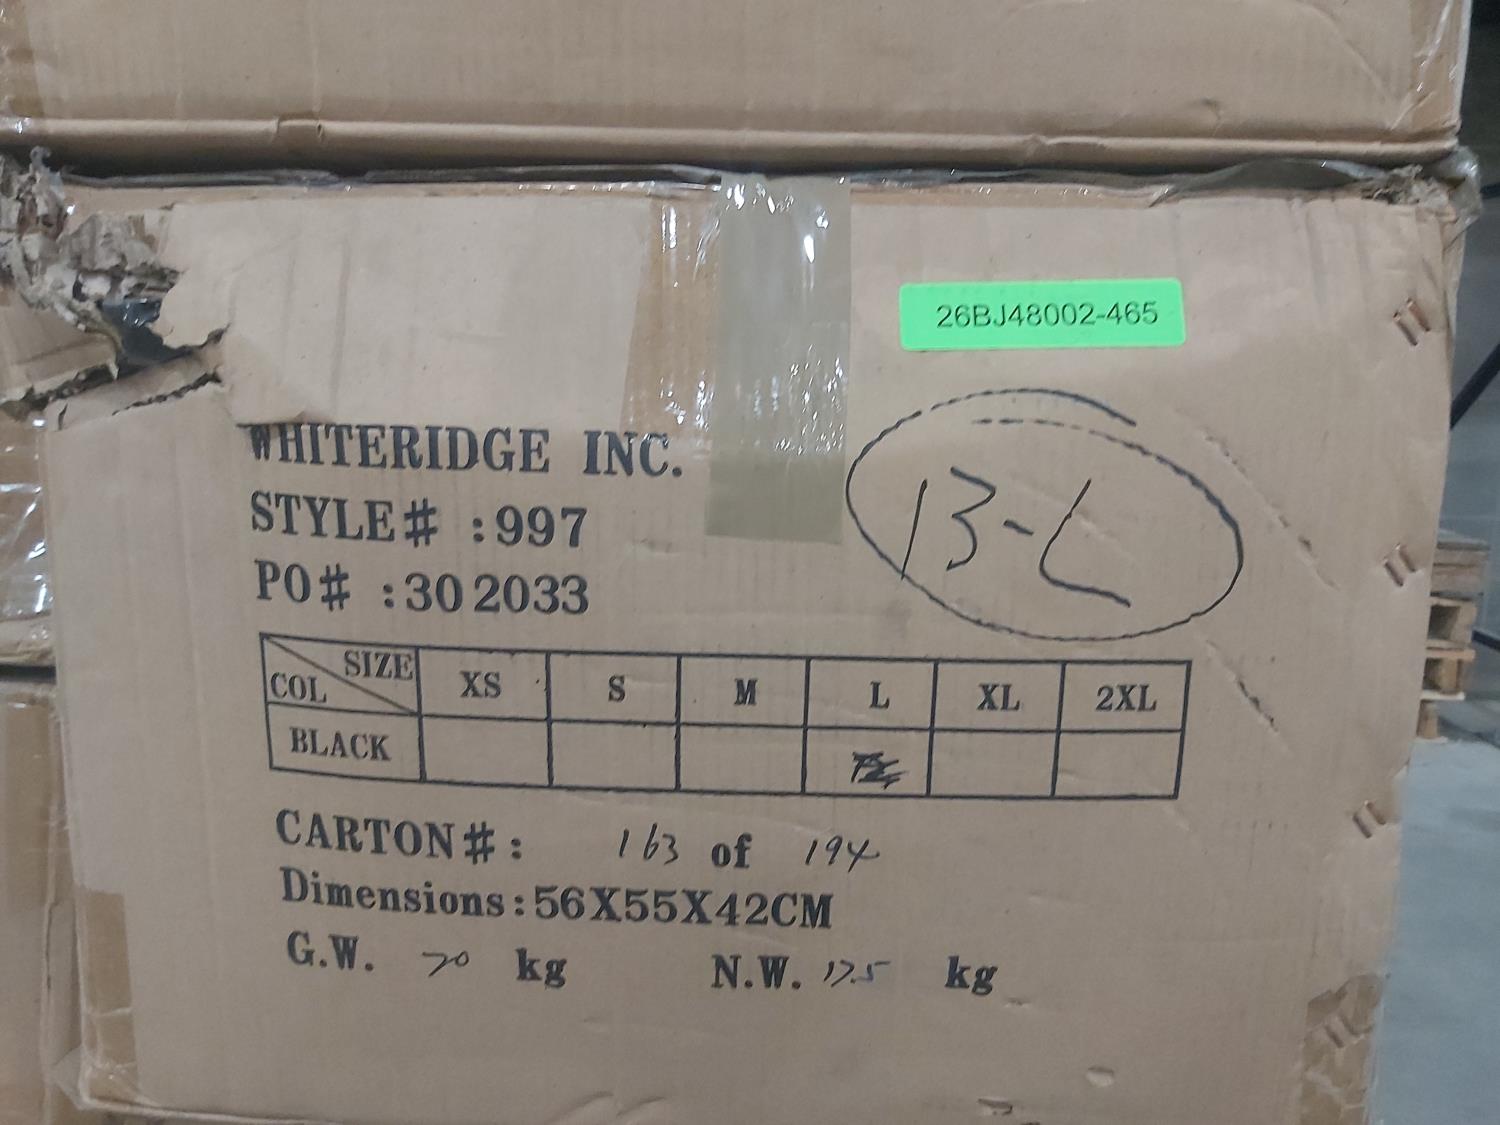 26BJ48002-465
WHITERIDGE INC.
13-L
STYLE# :997
PO# :302033
SIZE
COL
XS S M L XL 2XL
BLACK
CARTON#: 163 of 194
Dimensions:56X55X42CM
G.W. 20 kg N.W. 17.5 kg